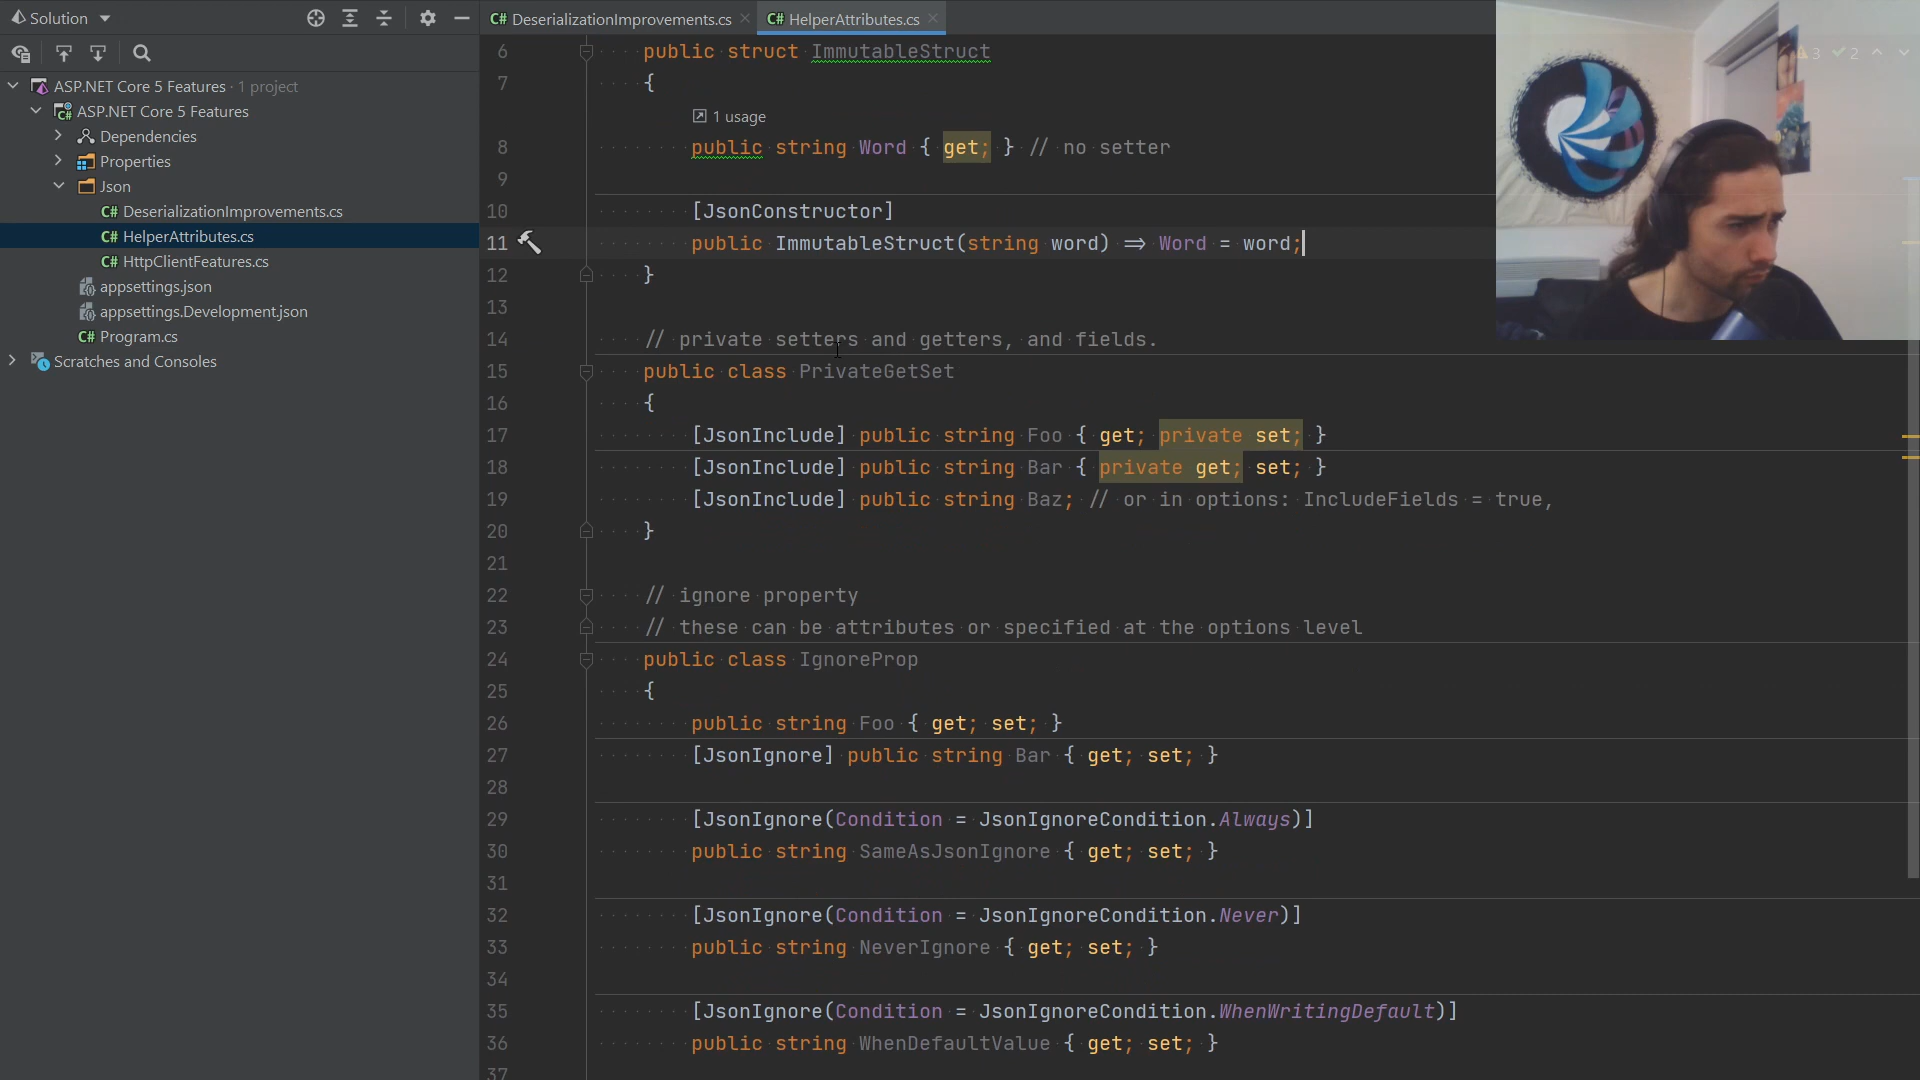 Solution
ASP.NET Core 5 Features · 1 project
ASP.NET Core 5 Features
Dependencies
Properties
Json
C# DeserializationImprovements.cs
C# HelperAttributes.cs
C# HttpClientFeatures.cs
appsettings.json
appsettings.Development.json
C# Program.cs
Scratches and Consoles
C# DeserializationImprovements.cs
C# HelperAttributes.cs
3 2
6 public struct ImmutableStruct
7 {
1 usage
8 public string Word { get; } // no setter
9
10 [JsonConstructor]
11 public ImmutableStruct(string word) => Word = word;
12 }
13
14 // private setters and getters, and fields.
15 public class PrivateGetSet
16 {
17 [JsonInclude] public string Foo { get; private set; }
18 [JsonInclude] public string Bar { private get; set; }
19 [JsonInclude] public string Baz; // or in options: IncludeFields = true,
20 }
21
22 // ignore property
23 // these can be attributes or specified at the options level
24 public class IgnoreProp
25 {
26 public string Foo { get; set; }
27 [JsonIgnore] public string Bar { get; set; }
28
29 [JsonIgnore(Condition = JsonIgnoreCondition.Always)]
30 public string SameAsJsonIgnore { get; set; }
31
32 [JsonIgnore(Condition = JsonIgnoreCondition.Never)]
33 public string NeverIgnore { get; set; }
34
35 [JsonIgnore(Condition = JsonIgnoreCondition.WhenWritingDefault)]
36 public string WhenDefaultValue { get; set; }
37